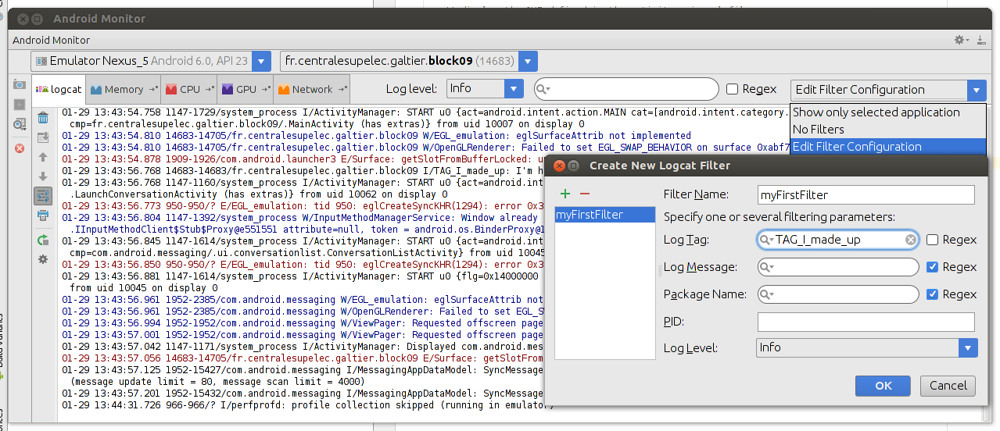 Android Monitor
Android Monitor
Emulator Nexus_5 Android 6.0, API 23
fr.centralesupelec.galtier.block09 (14683)
logcat
Memory
CPU
GPU
Network
Log level:
Info
Regex
Edit Filter Configuration
Show only selected application
No Filters
Edit Filter Configuration
01-29 13:43:54.758 1147-1729/system_process I/ActivityManager: START u0 {act=android.intent.action.MAIN cat=[android.intent.category.
cmp=fr.centralesupelec.galtier.block09/.MainActivity (has extras)} from uid 10007 on display 0
01-29 13:43:54.810 14683-14705/fr.centralesupelec.galtier.block09 W/EGL_emulation: eglSurfaceAttrib not implemented
01-29 13:43:54.810 14683-14705/fr.centralesupelec.galtier.block09 W/OpenGLRenderer: Failed to set EGL_SWAP_BEHAVIOR on surface 0xabf7
01-29 13:43:54.878 1909-1926/com.android.launcher3 E/Surface: getSlotFromBufferLocked: u
01-29 13:43:56.768 14683-14683/fr.centralesupelec.galtier.block09 I/TAG_I_made_up: I'm h
01-29 13:43:56.768 1147-1160/system_process I/ActivityManager: START u0 {act=android.int
.LaunchConversationActivity (has extras)} from uid 10062 on display 0
01-29 13:43:56.773 950-950/? E/EGL_emulation: tid 950: eglCreateSyncKHR(1294): error 0x3
01-29 13:43:56.804 1147-1392/system_process W/InputMethodManagerService: Window already
.IInputMethodClient$Stub$Proxy@e551551 attribute=null, token = android.os.BinderProxy@1
01-29 13:43:56.845 1147-1614/system_process I/ActivityManager: START u0 {act=android.int
cmp=com.android.messaging/.ui.conversationlist.ConversationListActivity} from uid 10045
01-29 13:43:56.850 950-950/? E/EGL_emulation: tid 950: eglCreateSyncKHR(1294): error 0x3
01-29 13:43:56.881 1147-1614/system_process I/ActivityManager: START u0 {flg=0x14000000
from uid 10045 on display 0
01-29 13:43:56.961 1952-2385/com.android.messaging W/EGL_emulation: eglSurfaceAttrib not
01-29 13:43:56.961 1952-2385/com.android.messaging W/OpenGLRenderer: Failed to set EGL_S
01-29 13:43:56.994 1952-1952/com.android.messaging W/ViewPager: Requested offscreen page
01-29 13:43:57.001 1952-1952/com.android.messaging W/ViewPager: Requested offscreen page
01-29 13:43:57.042 1147-1171/system_process I/ActivityManager: Displayed com.android.mes
01-29 13:43:57.056 14683-14705/fr.centralesupelec.galtier.block09 E/Surface: getSlotFrom
01-29 13:43:57.125 1952-15427/com.android.messaging I/MessagingAppDataModel: SyncMessage
(message update limit = 80, message scan limit = 4000)
01-29 13:43:57.201 1952-15432/com.android.messaging I/MessagingAppDataModel: SyncMessage
01-29 13:44:31.726 966-966/? I/perfprofd: profile collection skipped (running in emulator)
Create New Logcat Filter
myFirstFilter
Filter Name:
myFirstFilter
Specify one or several filtering parameters:
Log Tag:
TAG_I_made_up
Regex
Log Message:
Regex
Package Name:
Regex
PID:
Log Level:
Info
OK
Cancel